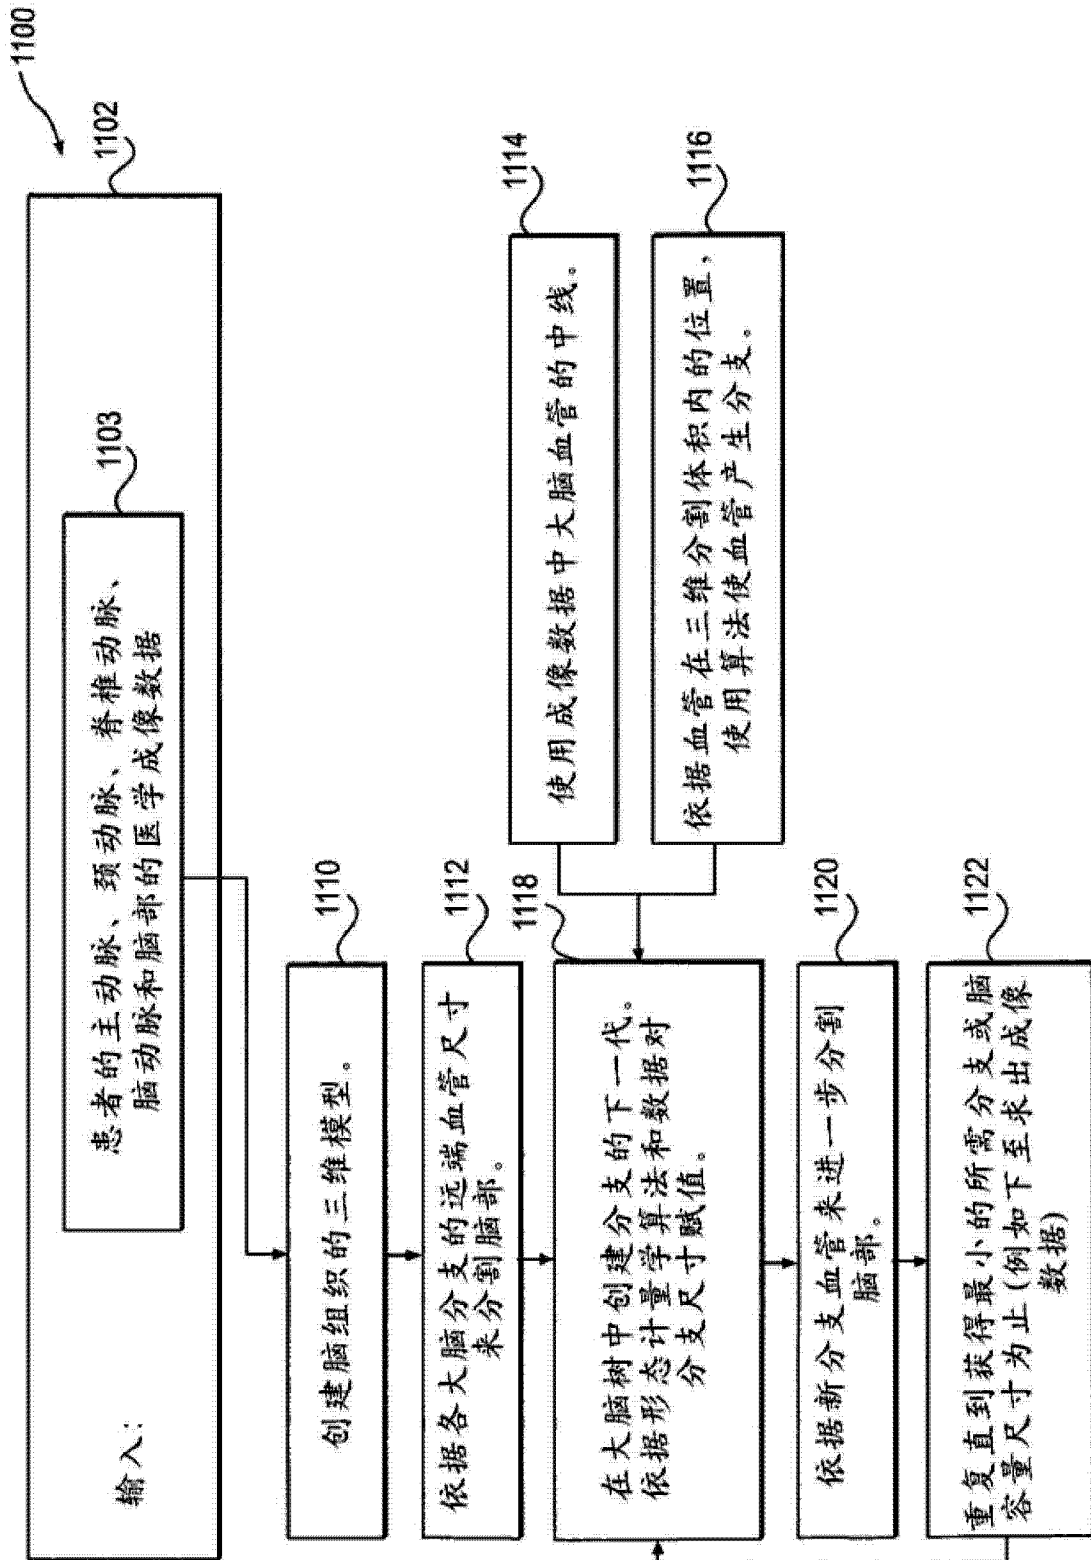 1100
1102
输入：
1103
患者的主动脉、颈动脉、脊椎动脉、
脑动脉和脑部的医学成像数据
1110
创建脑组织的三维模型。
1112
依据各大脑分支的远端血管尺寸
来分割脑部。
1114
使用成像数据中大脑血管的中线。
1116
依据血管在三维分割体积内的位置，
使用算法使血管产生分支。
1118
在大脑树中创建分支的下一代。
依据形态计量学算法和数据对
分支尺寸赋值。
1120
依据新分支血管来进一步分割
脑部。
1122
重复直到获得最小的所需分支或脑
容量尺寸为止(例如下至求出成像
数据)